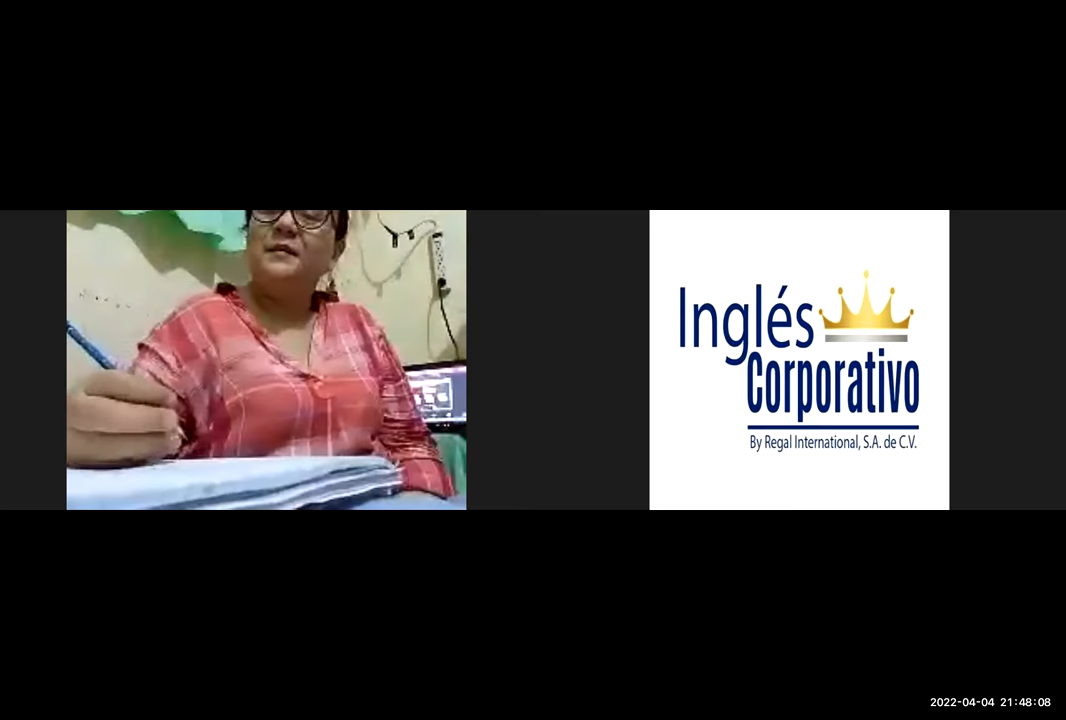 Inglés
Corporativo
By Regal International, S.A. de C.V.
2022-04-04 21:48:08